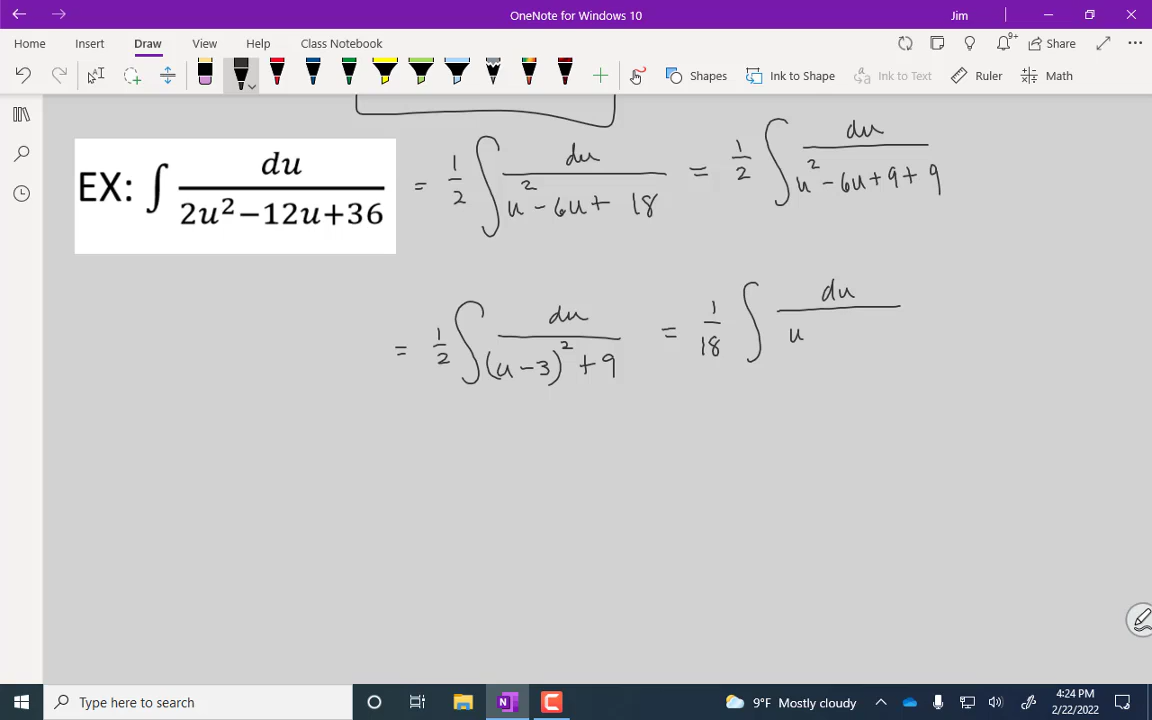 OneNote for Windows 10
Jim
Home Insert Draw View Help Class Notebook
9+ Share
Shapes Ink to Shape Ink to Text Ruler Math
EX: ∫ du / (2u²−12u+36) = 1/2 ∫ du / (u² − 6u + 18) = 1/2 ∫ du / (u² − 6u + 9 + 9)
= 1/2 ∫ du / ((u − 3)² + 9) = 1/18 ∫ du / u
Type here to search
9°F Mostly cloudy
4:24 PM
2/22/2022